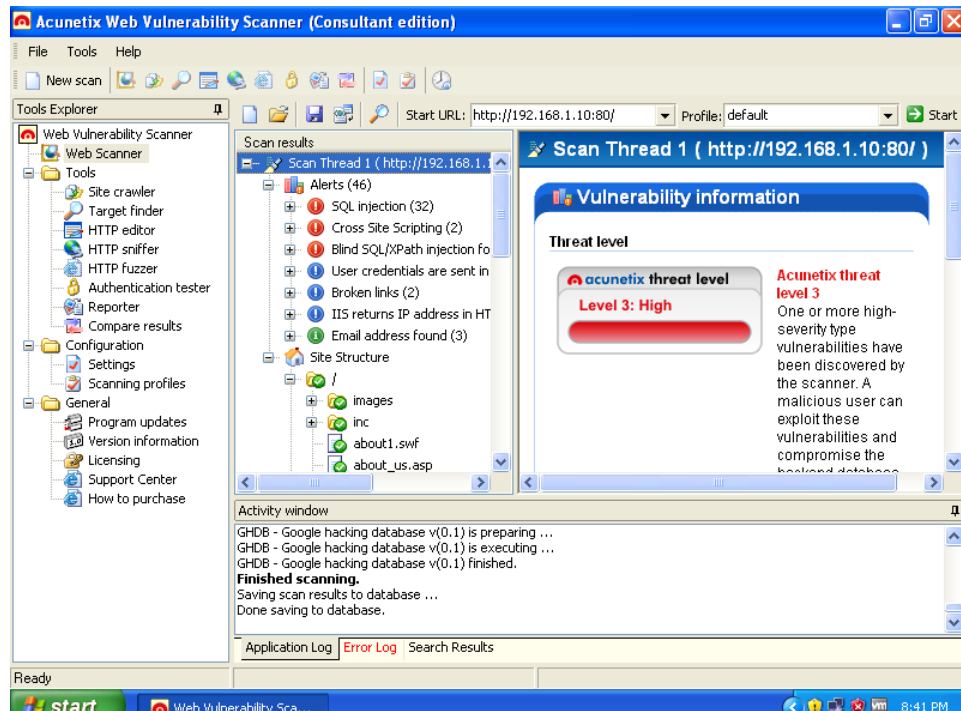 Acunetix Web Vulnerability Scanner (Consultant edition)
File Tools Help
New scan
Tools Explorer
Web Vulnerability Scanner
Web Scanner
Tools
Site crawler
Target finder
HTTP editor
HTTP sniffer
HTTP fuzzer
Authentication tester
Reporter
Compare results
Configuration
Settings
Scanning profiles
General
Program updates
Version information
Licensing
Support Center
How to purchase
Start URL: http://192.168.1.10:80/ Profile: default Start
Scan results
Scan Thread 1 ( http://192.168.1.1
Alerts (46)
SQL injection (32)
Cross Site Scripting (2)
Blind SQL/XPath injection fo
User credentials are sent in
Broken links (2)
IIS returns IP address in HT
Email address found (3)
Site Structure
/
images
inc
about1.swf
about_us.asp
Scan Thread 1 ( http://192.168.1.10:80/ )
Vulnerability information
Threat level
acunetix threat level
Level 3: High
Acunetix threat
level 3
One or more high-
severity type
vulnerabilities have
been discovered by
the scanner. A
malicious user can
exploit these
vulnerabilities and
compromise the
backend database
Activity window
GHDB - Google hacking database v(0.1) is preparing ...
GHDB - Google hacking database v(0.1) is executing ...
GHDB - Google hacking database v(0.1) finished.
Finished scanning.
Saving scan results to database ...
Done saving to database.
Application Log Error Log Search Results
Ready
start Web Vulnerability Sca... 8:41 PM